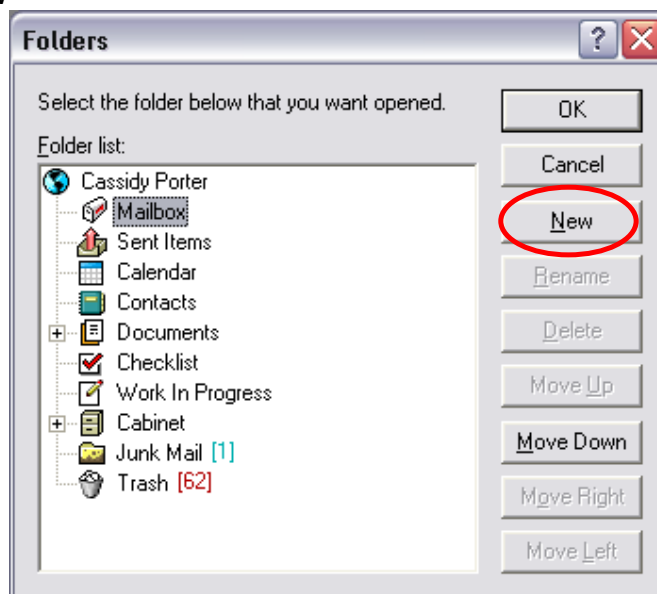 Folders
Select the folder below that you want opened.
Folder list:
Cassidy Porter
Mailbox
Sent Items
Calendar
Contacts
Documents
Checklist
Work In Progress
Cabinet
Junk Mail [1]
Trash [62]
OK
Cancel
New
Rename
Delete
Move Up
Move Down
Move Right
Move Left